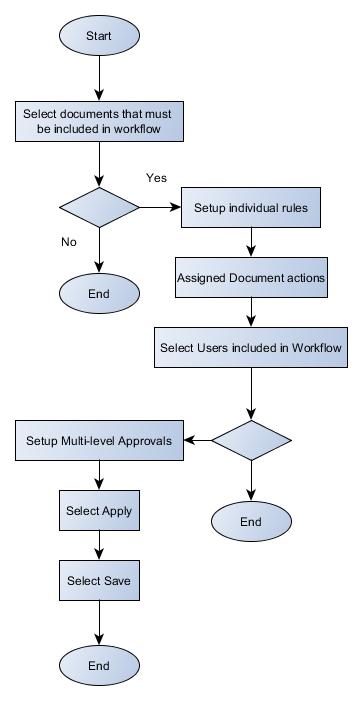 Start
Select documents that must
be included in workflow
Yes
Setup individual rules
No
Assigned Document actions
End
Select Users included in Workflow
Setup Multi-level Approvals
Select Apply
End
Select Save
End